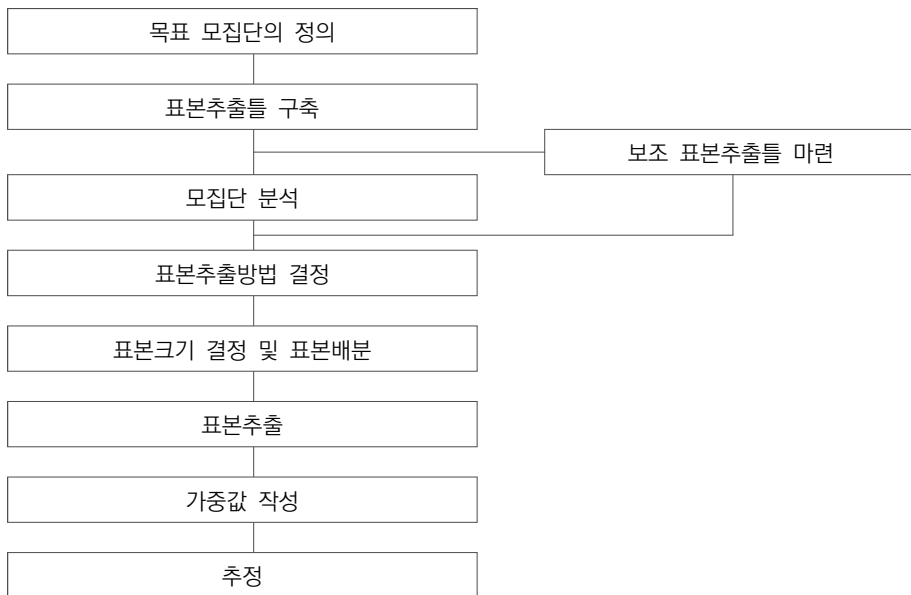 목표 모집단의 정의
표본추출틀 구축
보조 표본추출틀 마련
모집단 분석
표본추출방법 결정
표본크기 결정 및 표본배분
표본추출
가중값 작성
추정